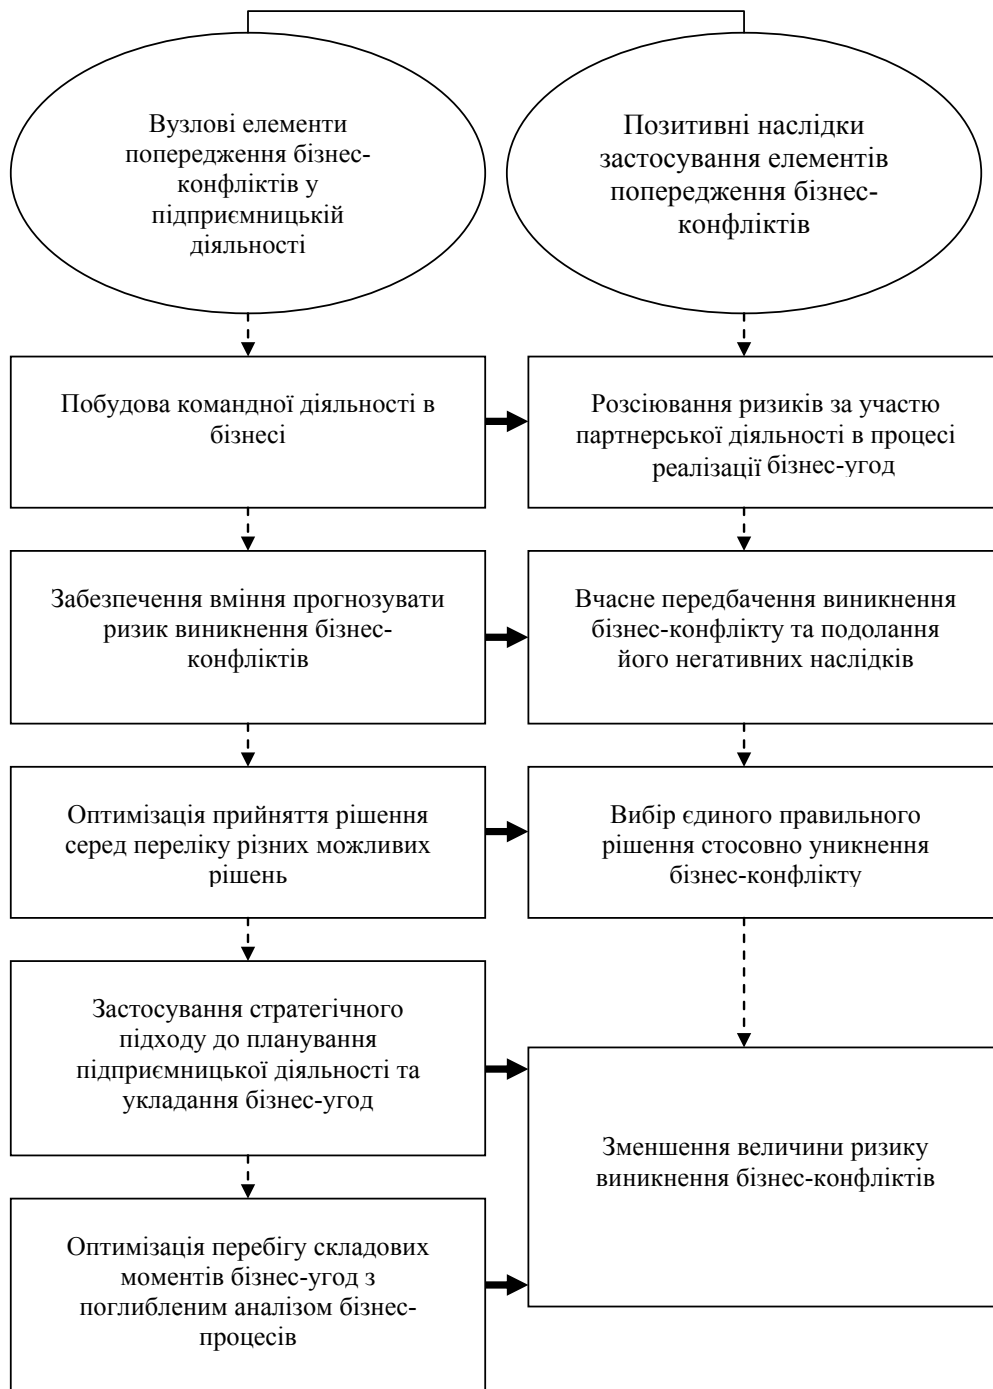 Вузлові елементи
попередження бізнес-
конфліктів у
підприємницькій
діяльності
Позитивні наслідки
застосування елементів
попередження бізнес-
конфліктів
Побудова командної діяльності в
бізнесі
Розсіювання ризиків за участю
партнерської діяльності в процесі
реалізації бізнес-угод
Забезпечення вміння прогнозувати
ризик виникнення бізнес-
конфліктів
Вчасне передбачення виникнення
бізнес-конфлікту та подолання
його негативних наслідків
Оптимізація прийняття рішення
серед переліку різних можливих
рішень
Вибір єдиного правильного
рішення стосовно уникнення
бізнес-конфлікту
Застосування стратегічного
підходу до планування
підприємницької діяльності та
укладання бізнес-угод
Зменшення величини ризику
виникнення бізнес-конфліктів
Оптимізація перебігу складових
моментів бізнес-угод з
поглибленим аналізом бізнес-
процесів